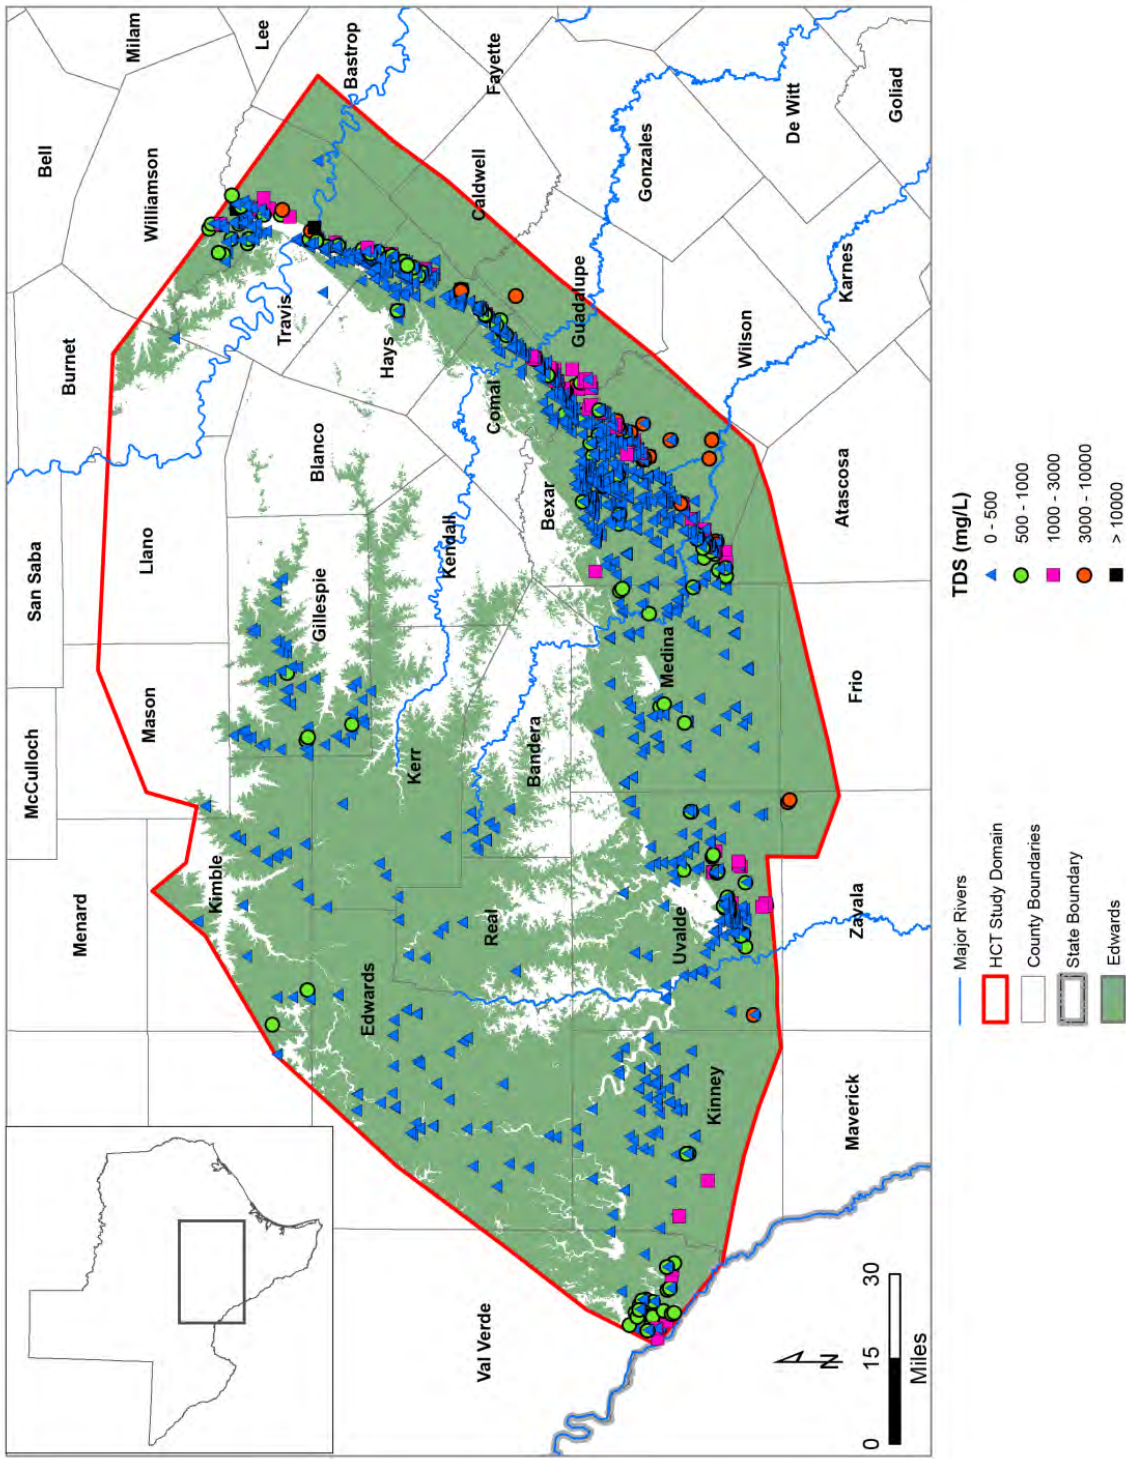 McCulloch
San Saba
Burnet
Bell
Milam
Menard
Mason
Llano
Williamson
Lee
Kimble
Gillespie
Blanco
Travis
Bastrop
Val Verde
Edwards
Kerr
Kendall
Hays
Fayette
Real
Bandera
Comal
Caldwell
Bexar
Guadalupe
Gonzales
Kinney
Uvalde
Medina
Wilson
De Witt
Karnes
Goliad
Maverick
Zavala
Frio
Atascosa
N
0 15 30
Miles
Major Rivers
HCT Study Domain
County Boundaries
State Boundary
Edwards
TDS (mg/L)
0 - 500
500 - 1000
1000 - 3000
3000 - 10000
> 10000